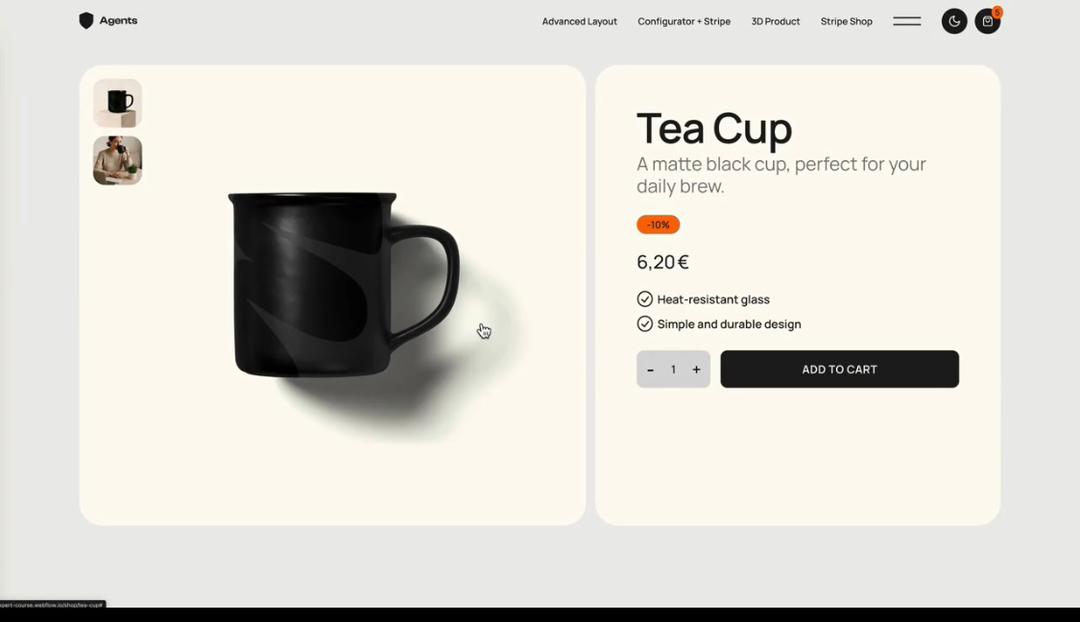 Agents
Advanced Layout
Configurator + Stripe
3D Product
Stripe Shop
5
Tea Cup
A matte black cup, perfect for your
daily brew.
-10%
6,20€
Heat-resistant glass
Simple and durable design
- 1 +
ADD TO CART
pert-course.webflow.io/shop/tea-cup#